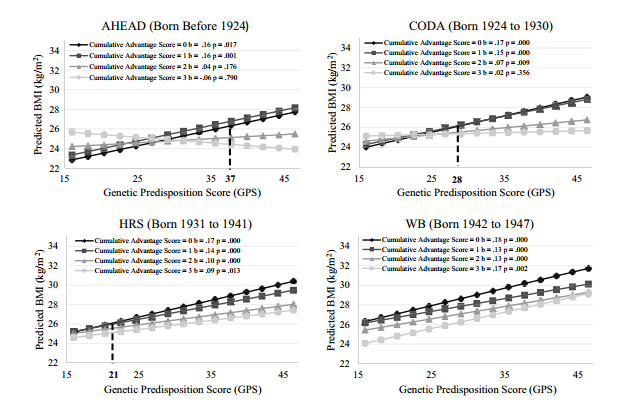 AHEAD (Born Before 1924)
Predicted BMI (kg/m²)
34
32
30
28
26
24
22
Cumulative Advantage Score = 0 b = .16 p = .017
Cumulative Advantage Score = 1 b = .16 p = .001
Cumulative Advantage Score = 2 b = .04 p = .176
Cumulative Advantage Score = 3 b = -.06 p = .790
15 25 35 37 45
Genetic Predisposition Score (GPS)
CODA (Born 1924 to 1930)
Predicted BMI (kg/m²)
34
32
30
28
26
24
22
Cumulative Advantage Score = 0 b = .17 p = .000
Cumulative Advantage Score = 1 b = .15 p = .000
Cumulative Advantage Score = 2 b = .07 p = .009
Cumulative Advantage Score = 3 b = .02 p = .356
15 25 28 35 45
Genetic Predisposition Score (GPS)
HRS (Born 1931 to 1941)
Predicted BMI (kg/m²)
34
32
30
28
26
24
22
Cumulative Advantage Score = 0 b = .17 p = .000
Cumulative Advantage Score = 1 b = .14 p = .000
Cumulative Advantage Score = 2 b = .10 p = .000
Cumulative Advantage Score = 3 b = .09 p = .013
15 21 25 35 45
Genetic Predisposition Score (GPS)
WB (Born 1942 to 1947)
Predicted BMI (kg/m²)
34
32
30
28
26
24
22
Cumulative Advantage Score = 0 b = .18 p = .000
Cumulative Advantage Score = 1 b = .13 p = .000
Cumulative Advantage Score = 2 b = .13 p = .000
Cumulative Advantage Score = 3 b = .17 p = .002
15 25 35 45
Genetic Predisposition Score (GPS)